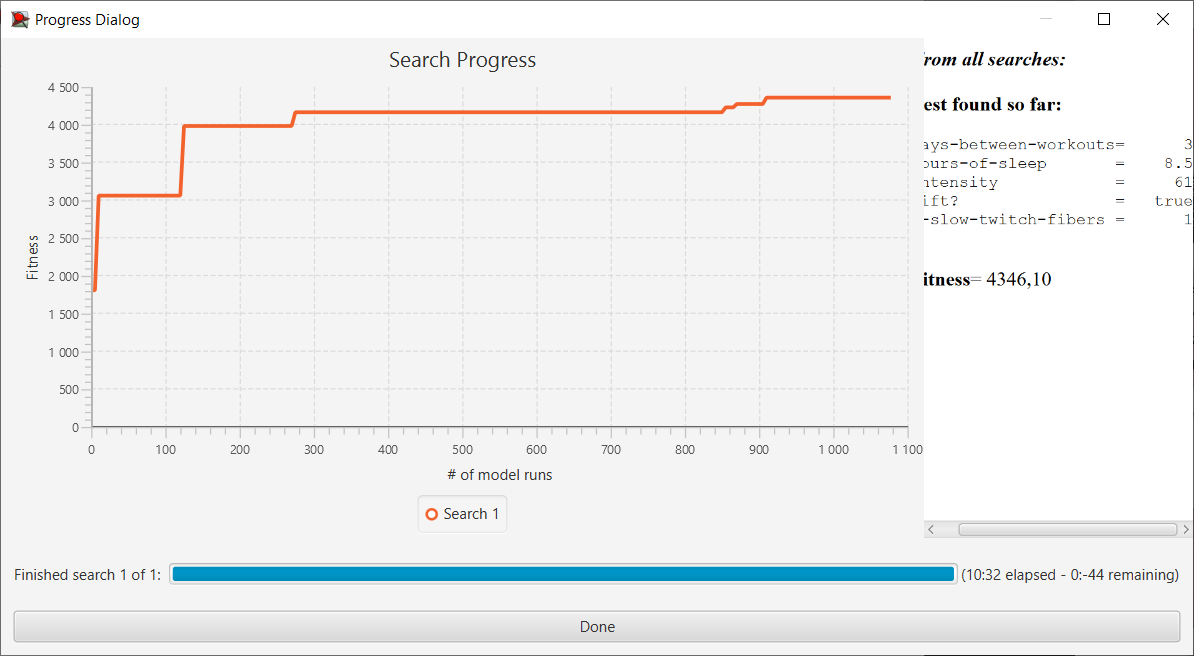 Progress Dialog
Search Progress
4 500
4 000
3 500
3 000
2 500
2 000
1 500
1 000
500
0
Fitness
0 100 200 300 400 500 600 700 800 900 1 000 1 100
# of model runs
Search 1
from all searches:
est found so far:
ays-between-workouts= 3
ours-of-sleep = 8.5
ntensity = 61
ift? = true
-slow-twitch-fibers = 1
itness= 4346,10
Finished search 1 of 1: (10:32 elapsed - 0:-44 remaining)
Done